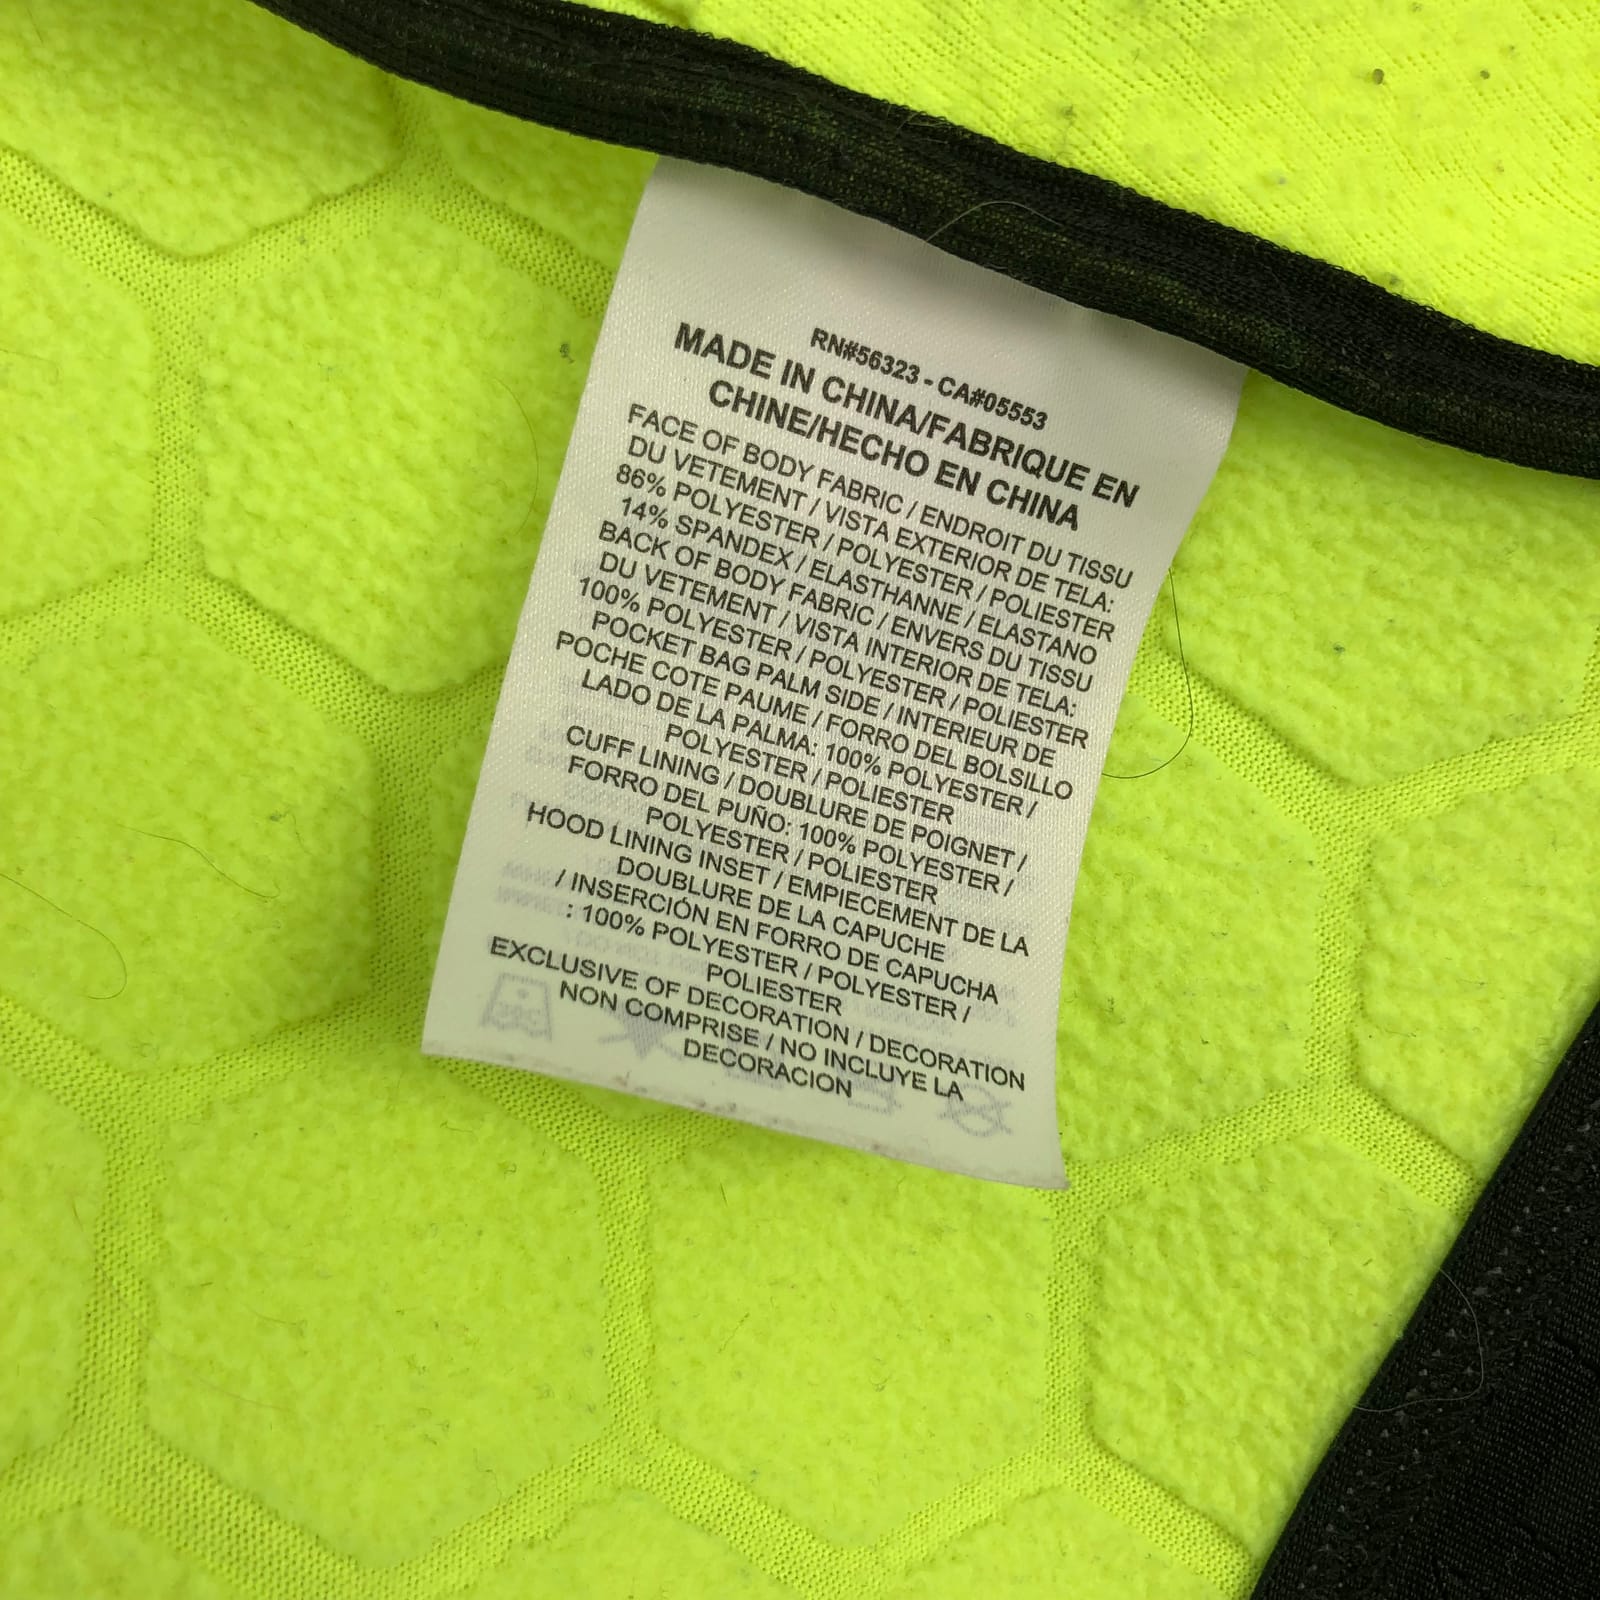 RN#56323 - CA#05553
MADE IN CHINA/FABRIQUE EN
CHINE/HECHO EN CHINA
FACE OF BODY FABRIC / ENDROIT DU TISSU
DU VETEMENT / VISTA EXTERIOR DE TELA:
86% POLYESTER / POLYESTER / POLIESTER
14% SPANDEX / ELASTHANNE / ELASTANO
BACK OF BODY FABRIC / ENVERS DU TISSU
DU VETEMENT / VISTA INTERIOR DE TELA:
100% POLYESTER / POLYESTER / POLIESTER
POCKET BAG PALM SIDE / INTERIEUR DE
POCHE COTE PAUME / FORRO DEL BOLSILLO
LADO DE LA PALMA: 100% POLYESTER /
POLYESTER / POLIESTER
CUFF LINING / DOUBLURE DE POIGNET /
FORRO DEL PUÑO: 100% POLYESTER /
POLYESTER / POLIESTER
HOOD LINING INSET / EMPIECEMENT DE LA
DOUBLURE DE LA CAPUCHE
/ INSERCIÓN EN FORRO DE CAPUCHA
: 100% POLYESTER / POLYESTER /
POLIESTER
EXCLUSIVE OF DECORATION / DECORATION
NON COMPRISE / NO INCLUYE LA
DECORACION